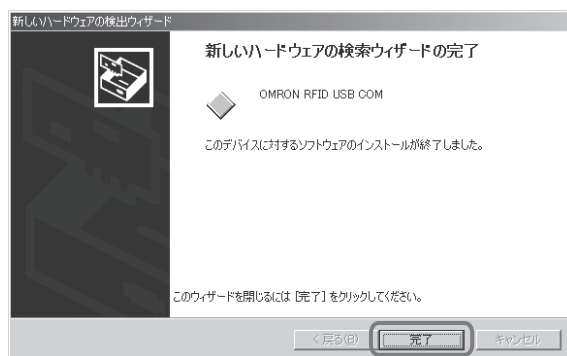 新しいハードウェアの検出ウィザード
新しいハードウェアの検索ウィザードの完了
OMRON RFID USB COM
このデバイスに対するソフトウェアのインストールが終了しました。
このウィザードを閉じるには [完了] をクリックしてください。
< 戻る(B)
完了
キャンセル